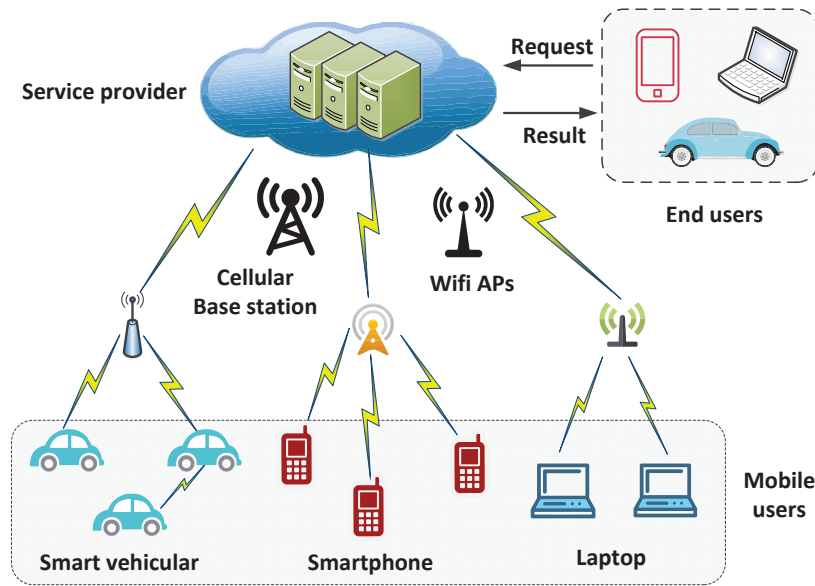 Request
Service provider
Result
End users
Cellular
Base station
Wifi APs
Mobile
users
Smart vehicular
Smartphone
Laptop